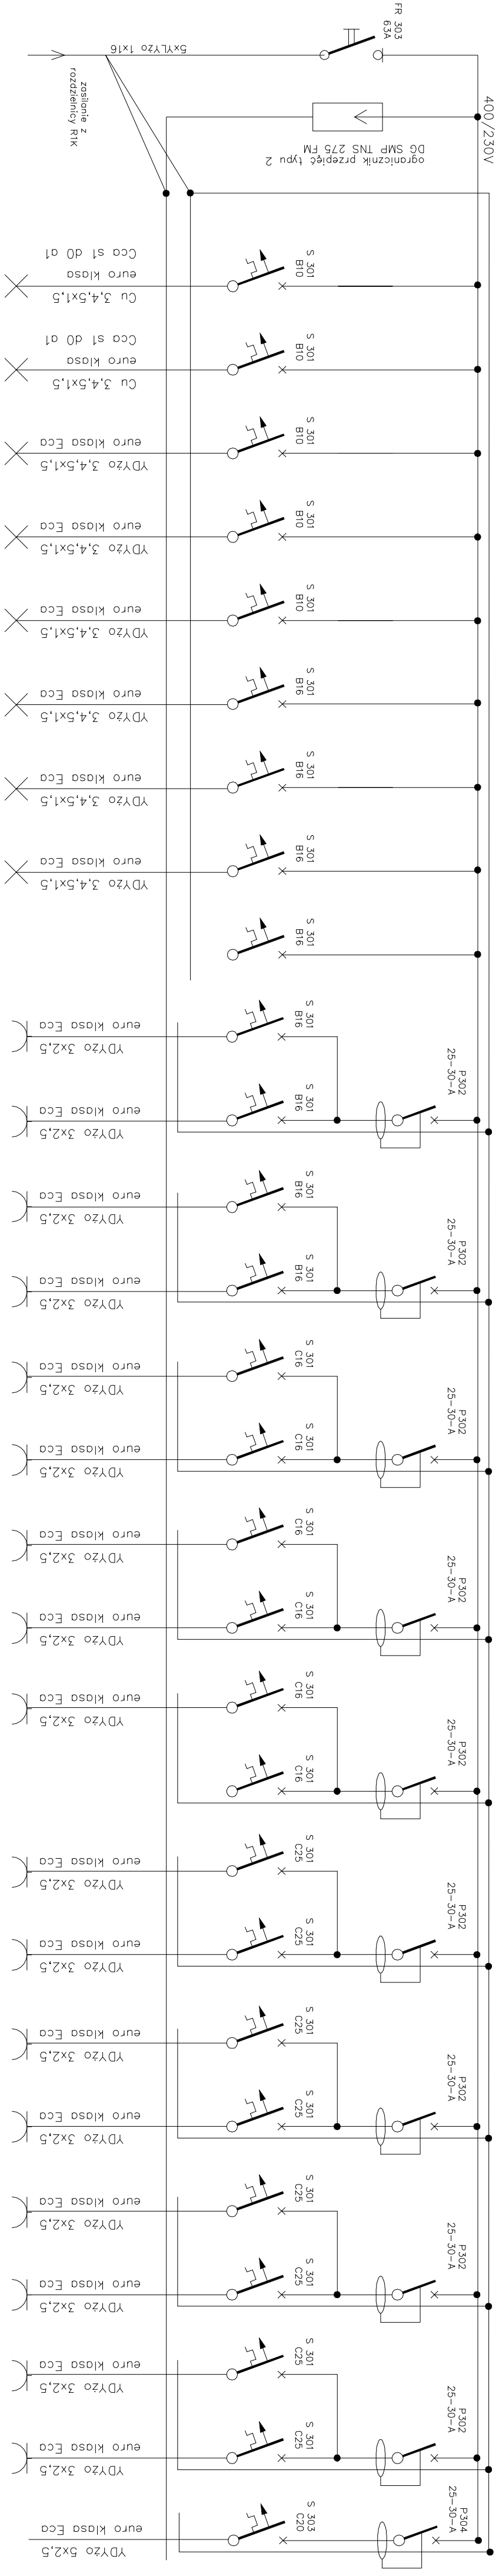 FR 303
63A
5xYLYżo 1x16
zasilanie z
rozdzielnicy R1K
400/230V
ogranicznik przepięć typu 2
DG SMP TNS 275 FM
S 301
B10
Cu 3,4,5x1,5
euro klasa
Cca s1 d0 a1
S 301
B10
Cu 3,4,5x1,5
euro klasa
Cca s1 d0 a1
S 301
B10
YDYżo 3,4,5x1,5
euro klasa Eca
S 301
B10
YDYżo 3,4,5x1,5
euro klasa Eca
S 301
B10
YDYżo 3,4,5x1,5
euro klasa Eca
S 301
B16
YDYżo 3,4,5x1,5
euro klasa Eca
S 301
B16
YDYżo 3,4,5x1,5
euro klasa Eca
S 301
B16
YDYżo 3,4,5x1,5
euro klasa Eca
S 301
B16
S 301
B16
YDYżo 3x2,5
euro klasa Eca
P302
25-30-A
S 301
B16
YDYżo 3x2,5
euro klasa Eca
S 301
B16
YDYżo 3x2,5
euro klasa Eca
P302
25-30-A
S 301
B16
YDYżo 3x2,5
euro klasa Eca
S 301
C16
YDYżo 3x2,5
euro klasa Eca
P302
25-30-A
S 301
C16
YDYżo 3x2,5
euro klasa Eca
S 301
C16
YDYżo 3x2,5
euro klasa Eca
P302
25-30-A
S 301
C16
YDYżo 3x2,5
euro klasa Eca
S 301
C16
YDYżo 3x2,5
euro klasa Eca
P302
25-30-A
S 301
C16
S 301
C25
YDYżo 3x2,5
euro klasa Eca
P302
25-30-A
S 301
C25
YDYżo 3x2,5
euro klasa Eca
S 301
C25
YDYżo 3x2,5
euro klasa Eca
P302
25-30-A
S 301
C25
YDYżo 3x2,5
euro klasa Eca
S 301
C25
YDYżo 3x2,5
euro klasa Eca
P302
25-30-A
S 301
C25
YDYżo 3x2,5
euro klasa Eca
S 301
C25
YDYżo 3x2,5
euro klasa Eca
P302
25-30-A
S 301
C25
YDYżo 3x2,5
euro klasa Eca
P304
25-30-A
S 303
C20
YDYżo 5x2,5
euro klasa Eca